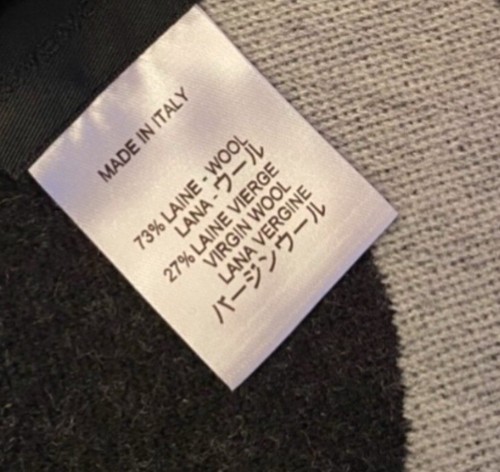 MADE IN ITALY
73% LAINE - WOOL
LANA - ウール
27% LAINE VIERGE
VIRGIN WOOL
LANA VERGINE
バージンウール